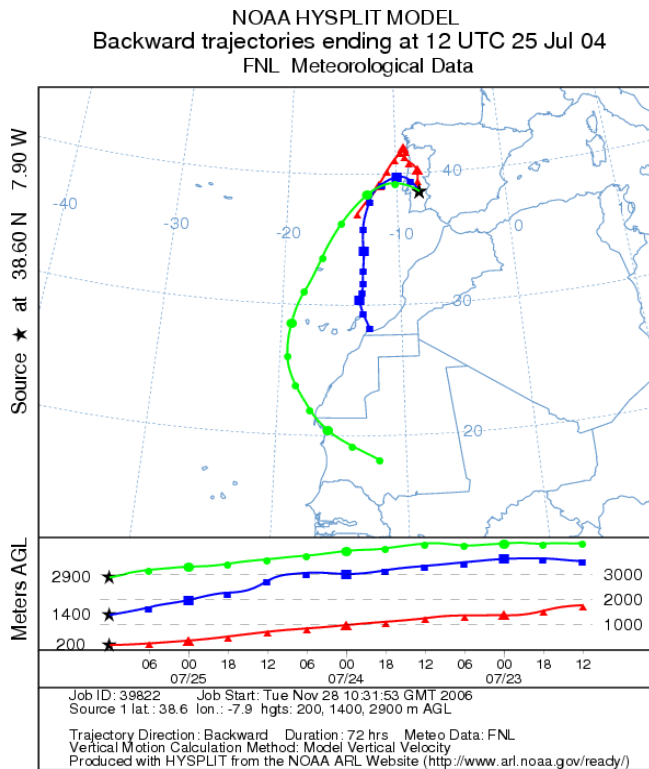 NOAA HYSPLIT MODEL
Backward trajectories ending at 12 UTC 25 Jul 04
FNL Meteorological Data
Source ★ at 38.60 N 7.90 W
-40
-30
-20
-10
0
10
40
30
20
Meters AGL
2900
1400
200
3000
2000
1000
06 00 18 12 06 00 18 12 06 00 18 12
07/25 07/24 07/23
Job ID: 39822 Job Start: Tue Nov 28 10:31:53 GMT 2006
Source 1 lat.: 38.6 lon.: -7.9 hgts: 200, 1400, 2900 m AGL
Trajectory Direction: Backward Duration: 72 hrs Meteo Data: FNL
Vertical Motion Calculation Method: Model Vertical Velocity
Produced with HYSPLIT from the NOAA ARL Website (http://www.arl.noaa.gov/ready/)